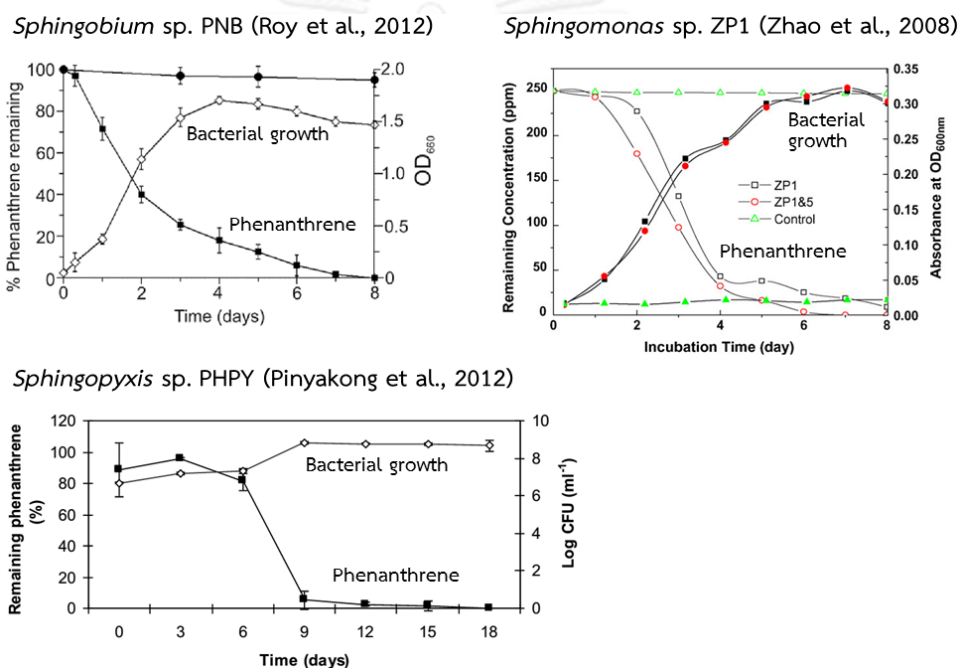 Sphingobium sp. PNB (Roy et al., 2012)
% Phenanthrene remaining
100
80
60
40
20
0
2.0
1.5
1
0.5
0
OD660
Bacterial growth
Phenanthrene
0 2 4 6 8
Time (days)
Sphingomonas sp. ZP1 (Zhao et al., 2008)
Remainning Concentration (ppm)
250
200
150
100
50
0
0.35
0.30
0.25
0.20
0.15
0.10
0.05
0.00
Absorbance at OD600nm
Bacterial
growth
ZP1
ZP1&5
Control
Phenanthrene
0 2 4 6 8
Incubation Time (day)
Sphingopyxis sp. PHPY (Pinyakong et al., 2012)
Remaining phenanthrene
(%)
120
100
80
60
40
20
0
10
8
6
4
2
0
Log CFU (ml-1)
Bacterial growth
Phenanthrene
0 3 6 9 12 15 18
Time (days)